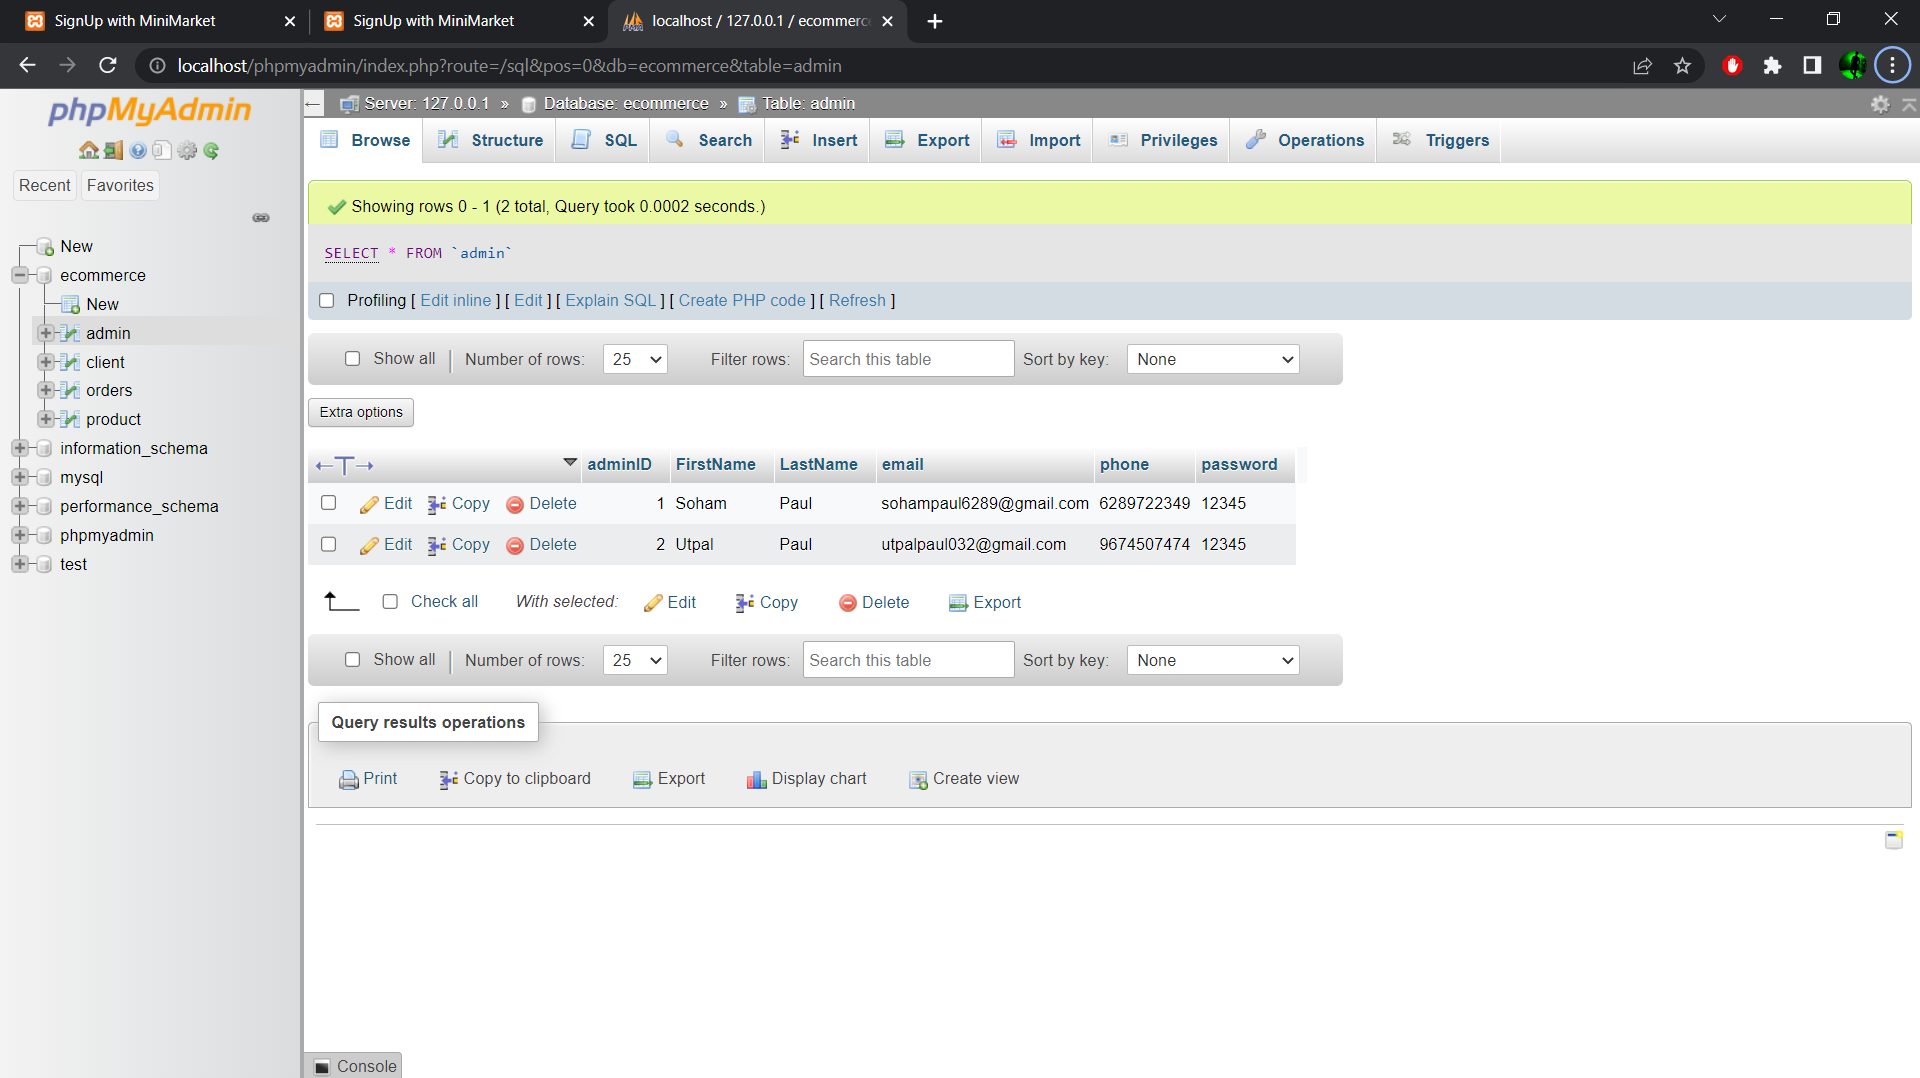 SignUp with MiniMarket
SignUp with MiniMarket
localhost / 127.0.0.1 / ecommerce
localhost/phpmyadmin/index.php?route=/sql&pos=0&db=ecommerce&table=admin
phpMyAdmin
Recent Favorites
New
ecommerce
New
admin
client
orders
product
information_schema
mysql
performance_schema
phpmyadmin
test
Server: 127.0.0.1 » Database: ecommerce » Table: admin
Browse Structure SQL Search Insert Export Import Privileges Operations Triggers
Showing rows 0 - 1 (2 total, Query took 0.0002 seconds.)
SELECT * FROM `admin`
Profiling [ Edit inline ] [ Edit ] [ Explain SQL ] [ Create PHP code ] [ Refresh ]
Show all | Number of rows: 25 Filter rows: Search this table Sort by key: None
Extra options
←T→ adminID FirstName LastName email phone password
Edit Copy Delete 1 Soham Paul sohampaul6289@gmail.com 6289722349 12345
Edit Copy Delete 2 Utpal Paul utpalpaul032@gmail.com 9674507474 12345
Check all With selected: Edit Copy Delete Export
Show all | Number of rows: 25 Filter rows: Search this table Sort by key: None
Query results operations
Print Copy to clipboard Export Display chart Create view
Console